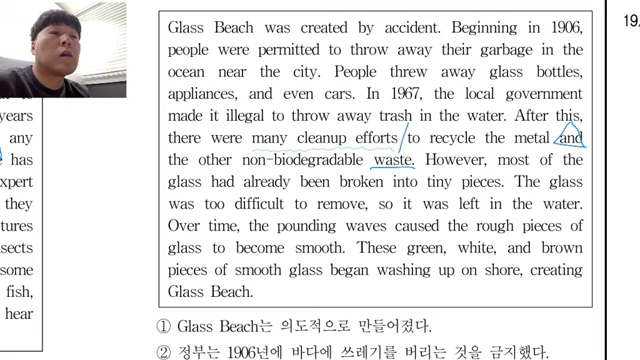 19.
Glass Beach was created by accident. Beginning in 1906,
people were permitted to throw away their garbage in the
ocean near the city. People threw away glass bottles,
appliances, and even cars. In 1967, the local government
made it illegal to throw away trash in the water. After this,
there were many cleanup efforts to recycle the metal and
the other non-biodegradable waste. However, most of the
glass had already been broken into tiny pieces. The glass
was too difficult to remove, so it was left in the water.
Over time, the pounding waves caused the rough pieces of
glass to become smooth. These green, white, and brown
pieces of smooth glass began washing up on shore, creating
Glass Beach.
① Glass Beach는 의도적으로 만들어졌다.
② 정부는 1906년에 바다에 쓰레기를 버리는 것을 금지했다.
years
any
has
xpert
they
tures
sects
some
fish,
hear